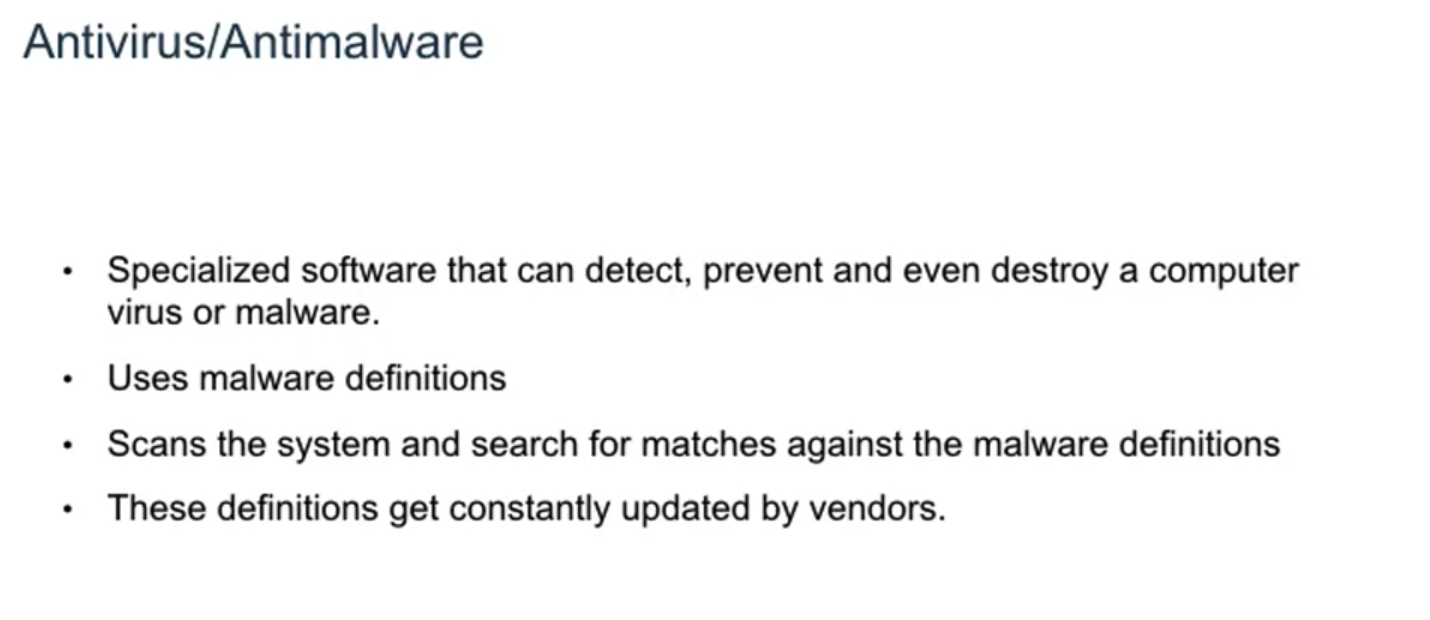 Antivirus/Antimalware
• Specialized software that can detect, prevent and even destroy a computer
virus or malware.
• Uses malware definitions
• Scans the system and search for matches against the malware definitions
• These definitions get constantly updated by vendors.